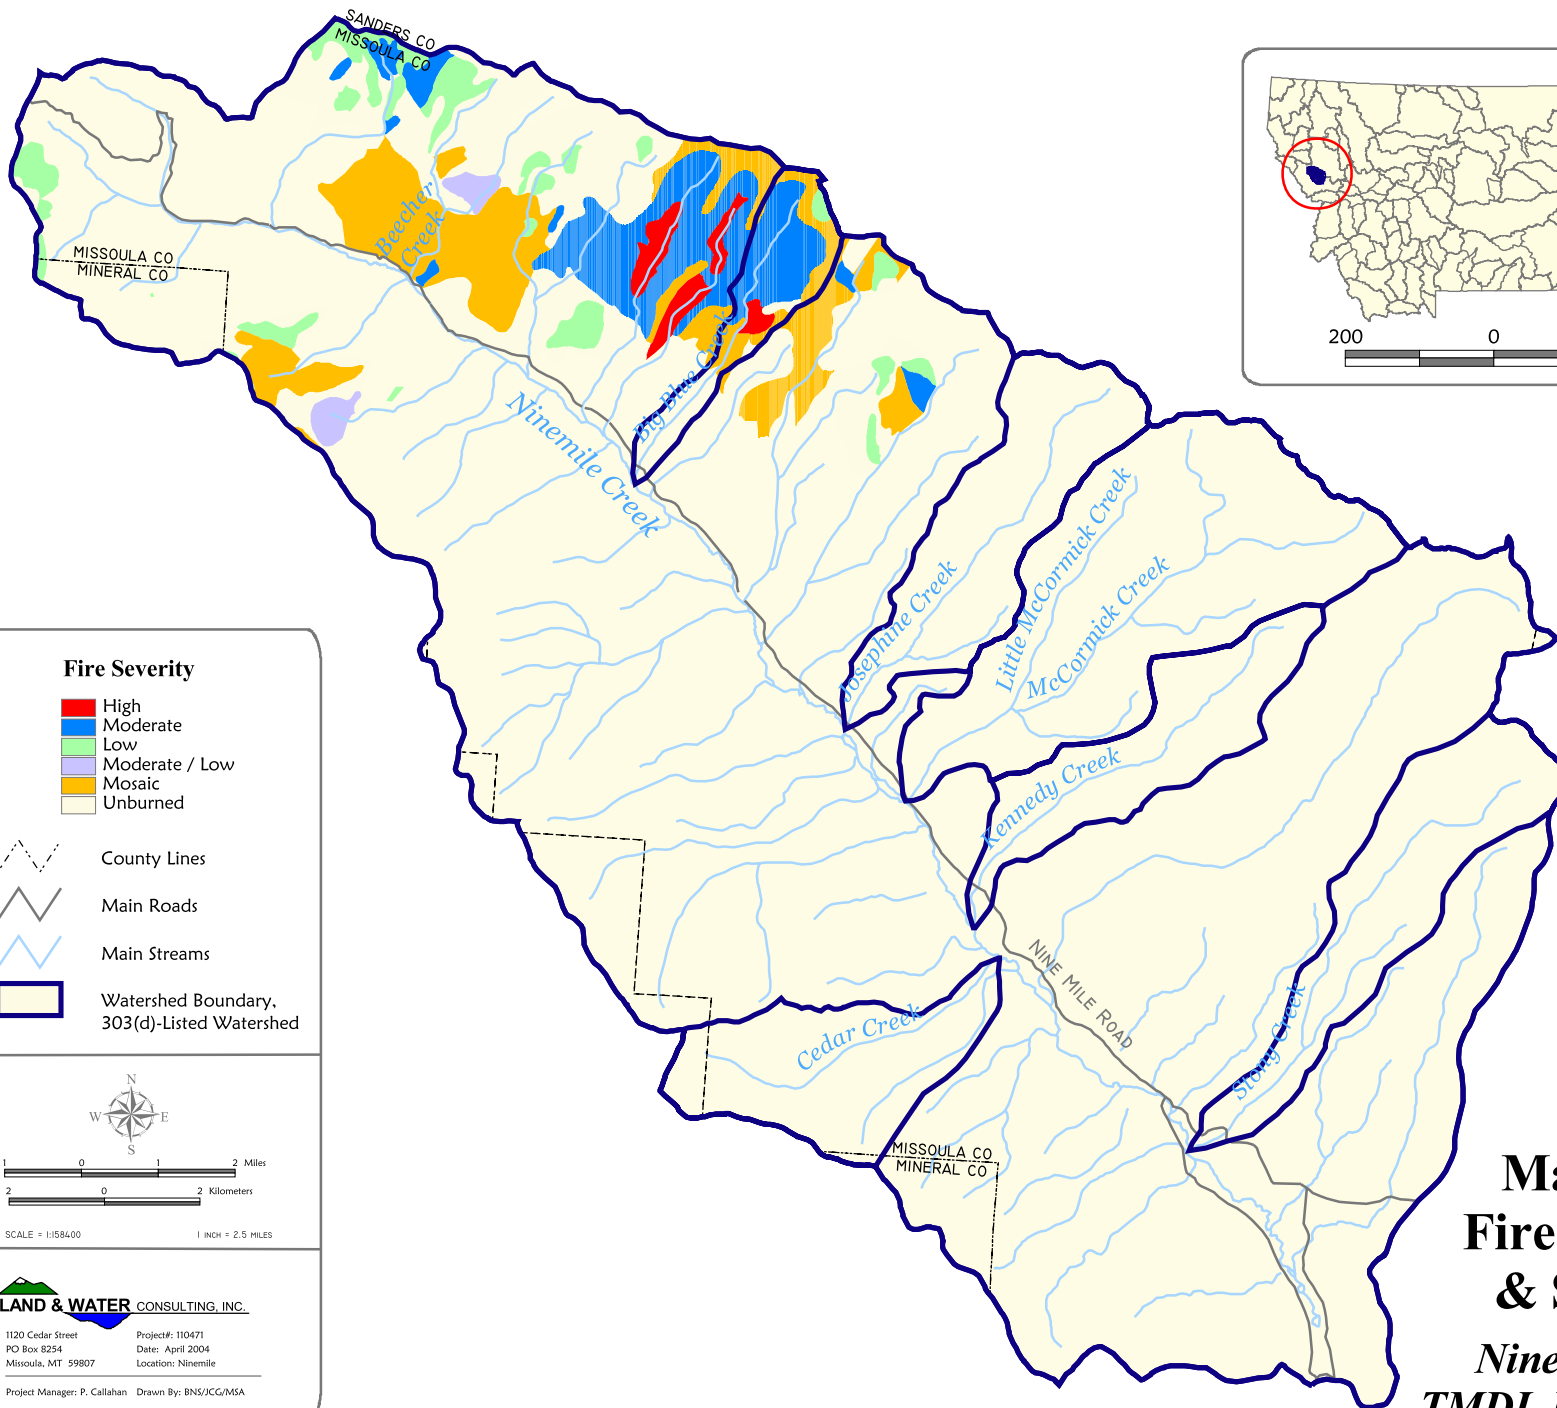 SANDERS CO
MISSOULA CO
MISSOULA CO
MINERAL CO
Beecher
Creek
Big Blue Creek
Ninemile Creek
200 0
Josephine Creek
Little McCormick Creek
McCormick Creek
Kennedy Creek
NINE MILE ROAD
Cedar Creek
Stony Creek
MISSOULA CO
MINERAL CO
Fire Severity
High
Moderate
Low
Moderate / Low
Mosaic
Unburned
County Lines
Main Roads
Main Streams
Watershed Boundary,
303(d)-Listed Watershed
N
W E
S
1 0 1 2 Miles
2 0 2 Kilometers
SCALE = 1:158400 1 INCH = 2.5 MILES
LAND & WATER CONSULTING, INC.
1120 Cedar Street Project#: 110471
PO Box 8254 Date: April 2004
Missoula, MT 59807 Location: Ninemile
Project Manager: P. Callahan Drawn By: BNS/JCG/MSA
Ma
Fire
& S
Nine
TMDL